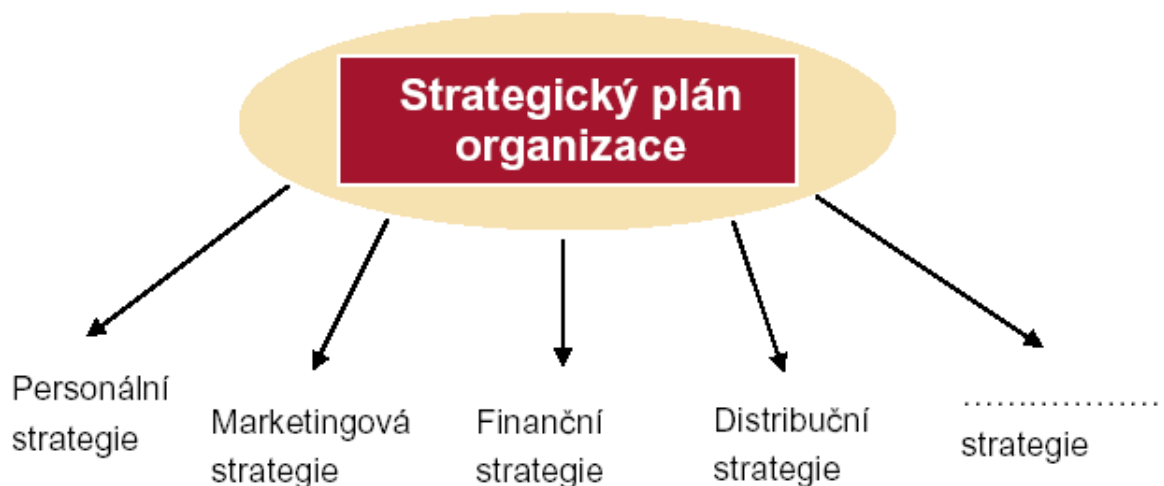 Strategický plán
organizace
Personální
strategie
Marketingová
strategie
Finanční
strategie
Distribuční
strategie
..................
strategie